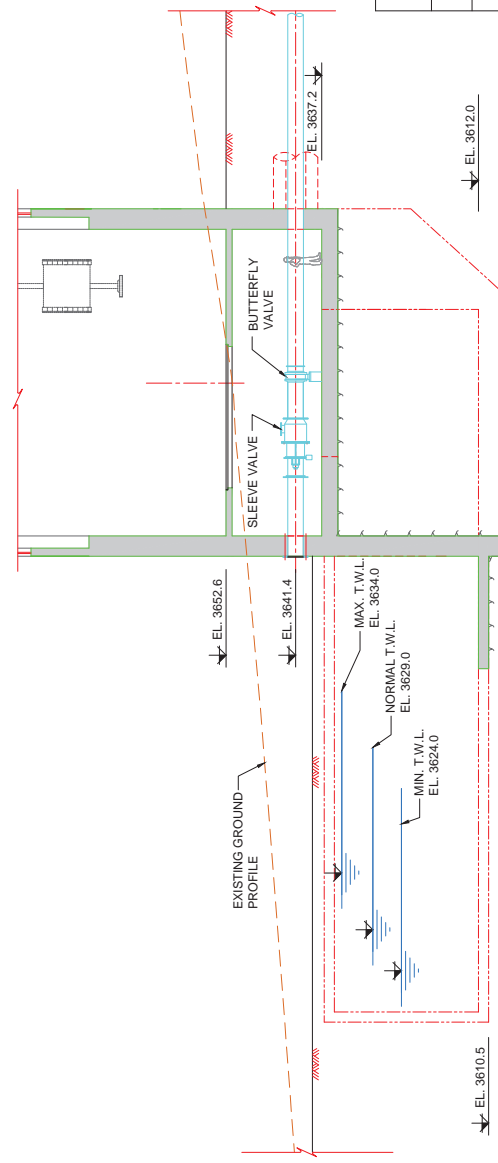 EXISTING GROUND
PROFILE
EL. 3610.5
EL. 3652.6
EL. 3641.4
MAX. T.W.L.
EL. 3634.0
NORMAL T.W.L.
EL. 3629.0
MIN. T.W.L.
EL. 3624.0
SLEEVE VALVE
BUTTERFLY
VALVE
EL. 3637.2
EL. 3612.0